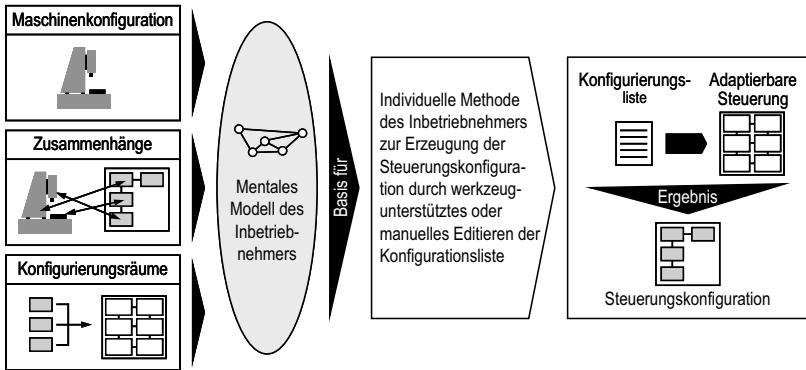 Maschinenkonfiguration
Zusammenhänge
Konfigurierungsräume
Mentales
Modell des
Inbetrieb-
nehmers
Basis für
Individuelle Methode
des Inbetriebnehmers
zur Erzeugung der
Steuerungskonfigura-
tion durch werkzeug-
unterstütztes oder
manuelles Editieren der
Konfigurationsliste
Konfigurierungs-
liste
Adaptierbare
Steuerung
Ergebnis
Steuerungskonfiguration